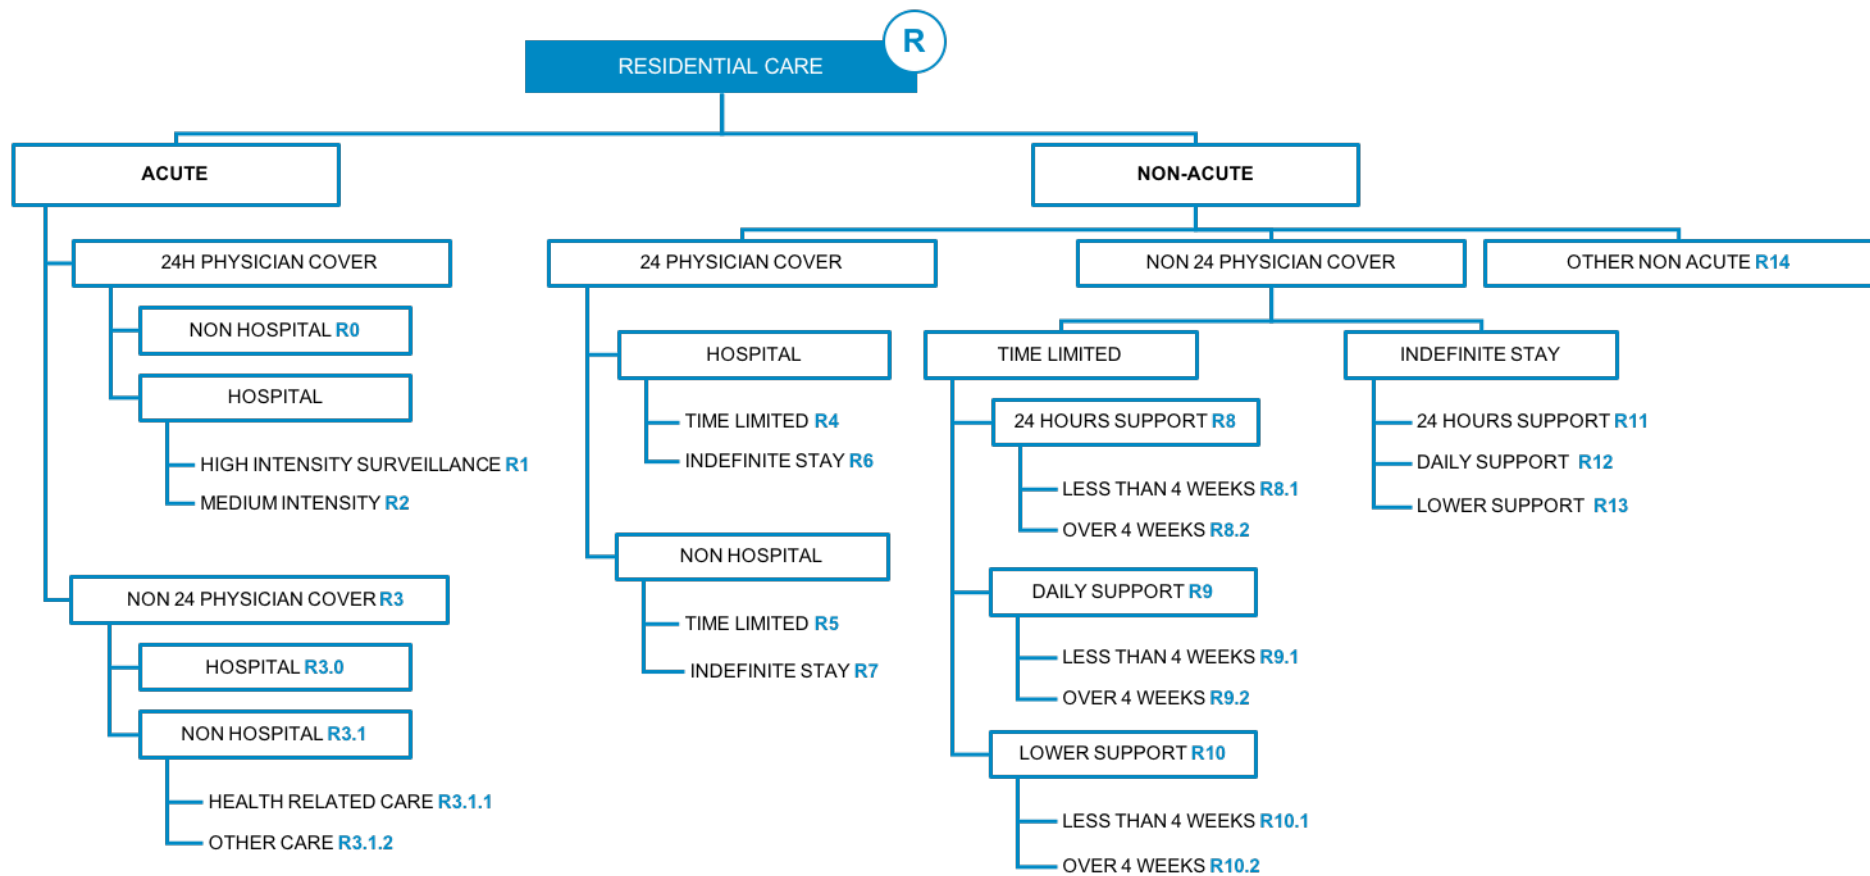 R
RESIDENTIAL CARE
ACUTE
24H PHYSICIAN COVER
NON HOSPITAL R0
HOSPITAL
HIGH INTENSITY SURVEILLANCE R1
MEDIUM INTENSITY R2
NON 24 PHYSICIAN COVER R3
HOSPITAL R3.0
NON HOSPITAL R3.1
HEALTH RELATED CARE R3.1.1
OTHER CARE R3.1.2
NON-ACUTE
24 PHYSICIAN COVER
HOSPITAL
TIME LIMITED R4
INDEFINITE STAY R6
NON HOSPITAL
TIME LIMITED R5
INDEFINITE STAY R7
NON 24 PHYSICIAN COVER
TIME LIMITED
24 HOURS SUPPORT R8
LESS THAN 4 WEEKS R8.1
OVER 4 WEEKS R8.2
DAILY SUPPORT R9
LESS THAN 4 WEEKS R9.1
OVER 4 WEEKS R9.2
LOWER SUPPORT R10
LESS THAN 4 WEEKS R10.1
OVER 4 WEEKS R10.2
INDEFINITE STAY
24 HOURS SUPPORT R11
DAILY SUPPORT R12
LOWER SUPPORT R13
OTHER NON ACUTE R14